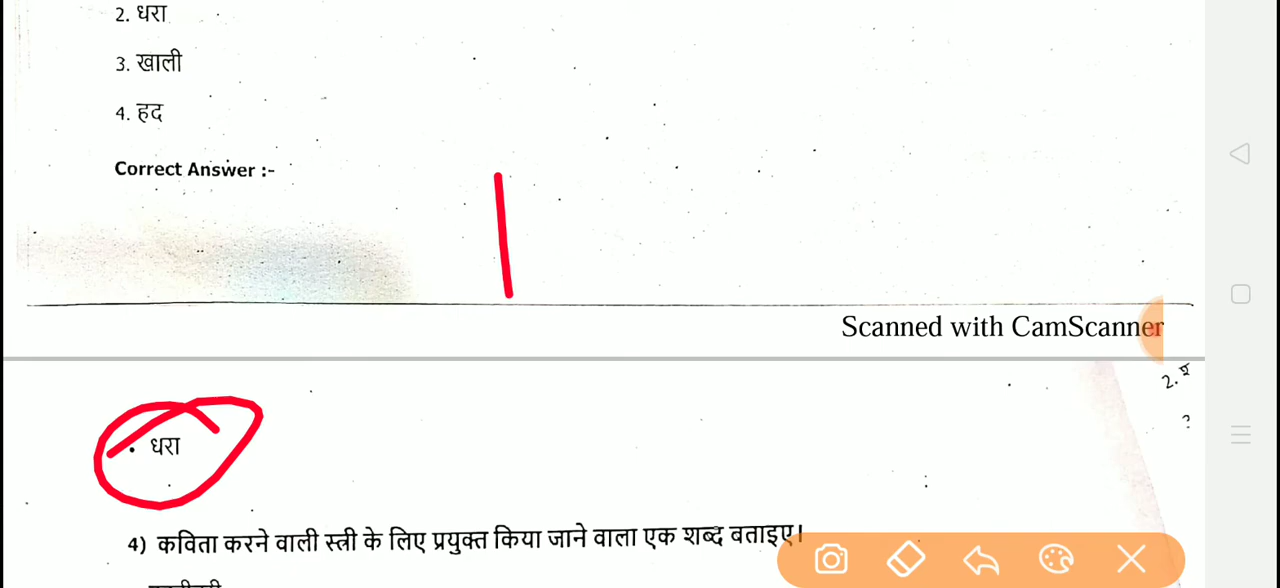 2. धरा
3. खाली
4. हद
Correct Answer :-
Scanned with CamScanner
2.
?
• धरा
4) कविता करने वाली स्त्री के लिए प्रयुक्त किया जाने वाला एक शब्द बताइए।